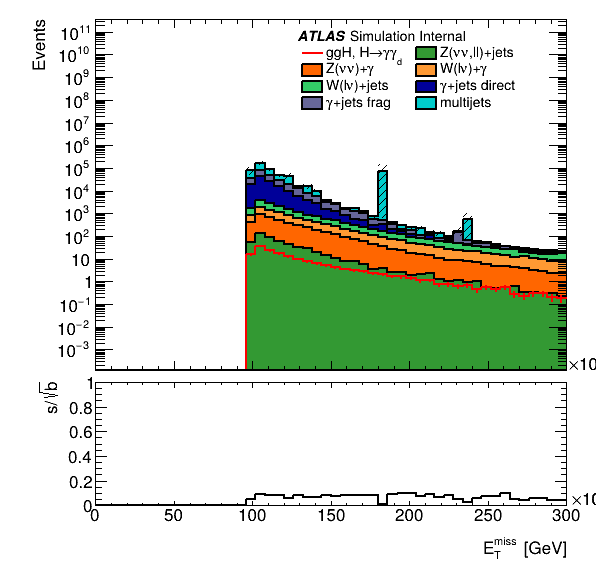 Events
10¹¹
10¹⁰
10⁹
10⁸
10⁷
10⁶
10⁵
10⁴
10³
10²
10
1
10⁻¹
10⁻²
10⁻³
ATLAS Simulation Internal
ggH, H→γγd
Z(νν,ll)+jets
Z(νν)+γ
W(lν)+γ
W(lν)+jets
γ+jets direct
γ+jets frag
multijets
×10
s/√b
1
0.8
0.6
0.4
0.2
0
×10
0 50 100 150 200 250 300
E_T^miss [GeV]